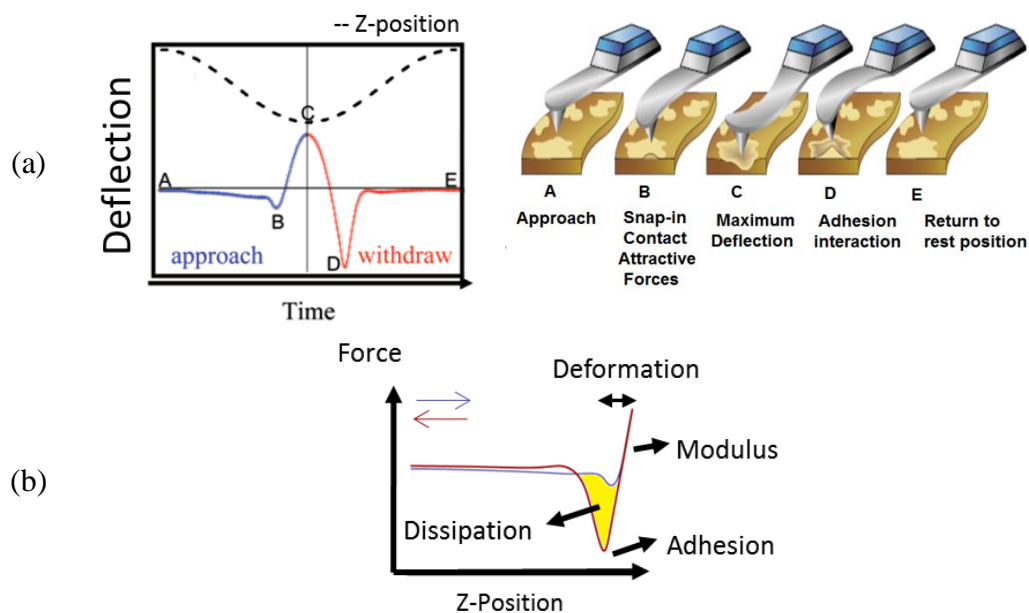 (a)
-- Z-position
Deflection
A
B
C
D
E
approach
withdraw
Time
A
Approach
B
Snap-in
Contact
Attractive
Forces
C
Maximum
Deflection
D
Adhesion
interaction
E
Return to
rest position
(b)
Force
Deformation
Modulus
Dissipation
Adhesion
Z-Position